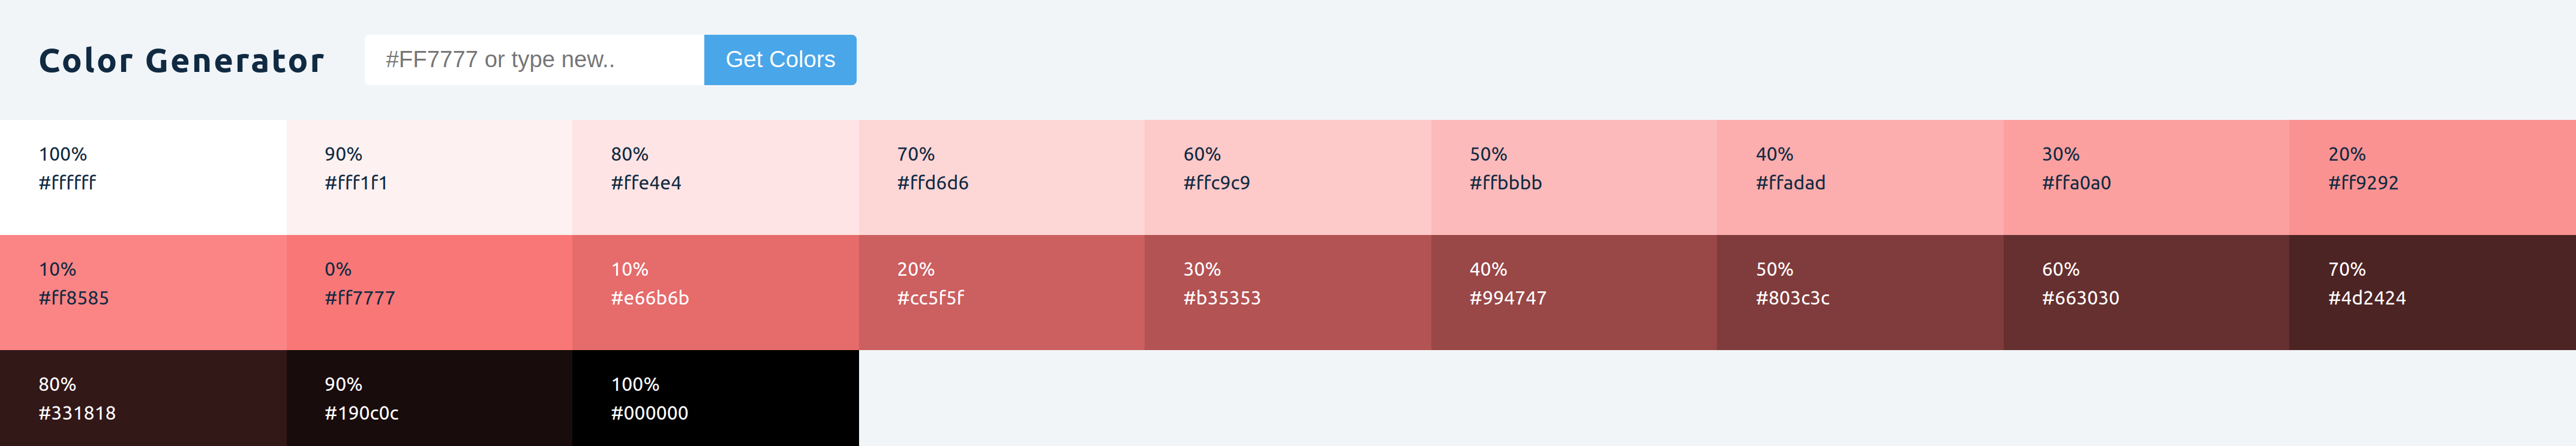 Color Generator
#FF7777 or type new..
Get Colors
100%
#ffffff
90%
#fff1f1
80%
#ffe4e4
70%
#ffd6d6
60%
#ffc9c9
50%
#ffbbbb
40%
#ffadad
30%
#ffa0a0
20%
#ff9292
10%
#ff8585
0%
#ff7777
10%
#e66b6b
20%
#cc5f5f
30%
#b35353
40%
#994747
50%
#803c3c
60%
#663030
70%
#4d2424
80%
#331818
90%
#190c0c
100%
#000000